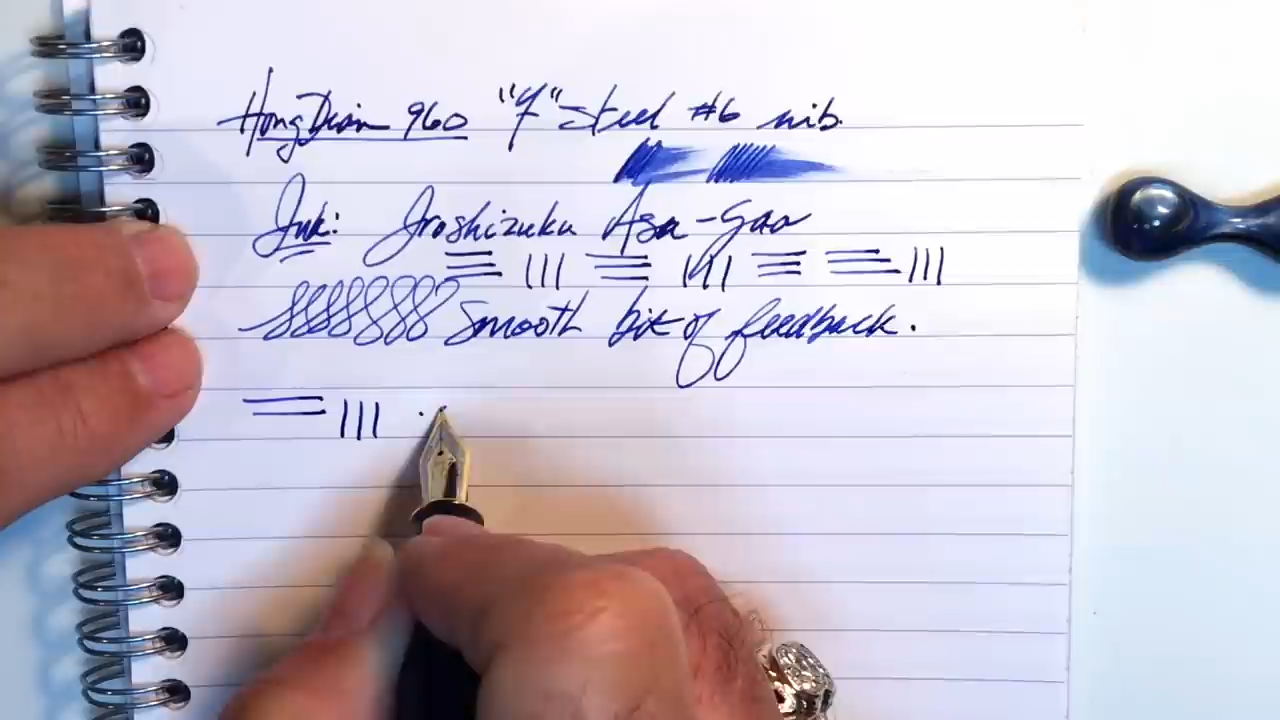 HongDian 960 "F" Steel #6 nib.
Ink: Iroshizuku Asa-Gao
Smooth bit of feedback.